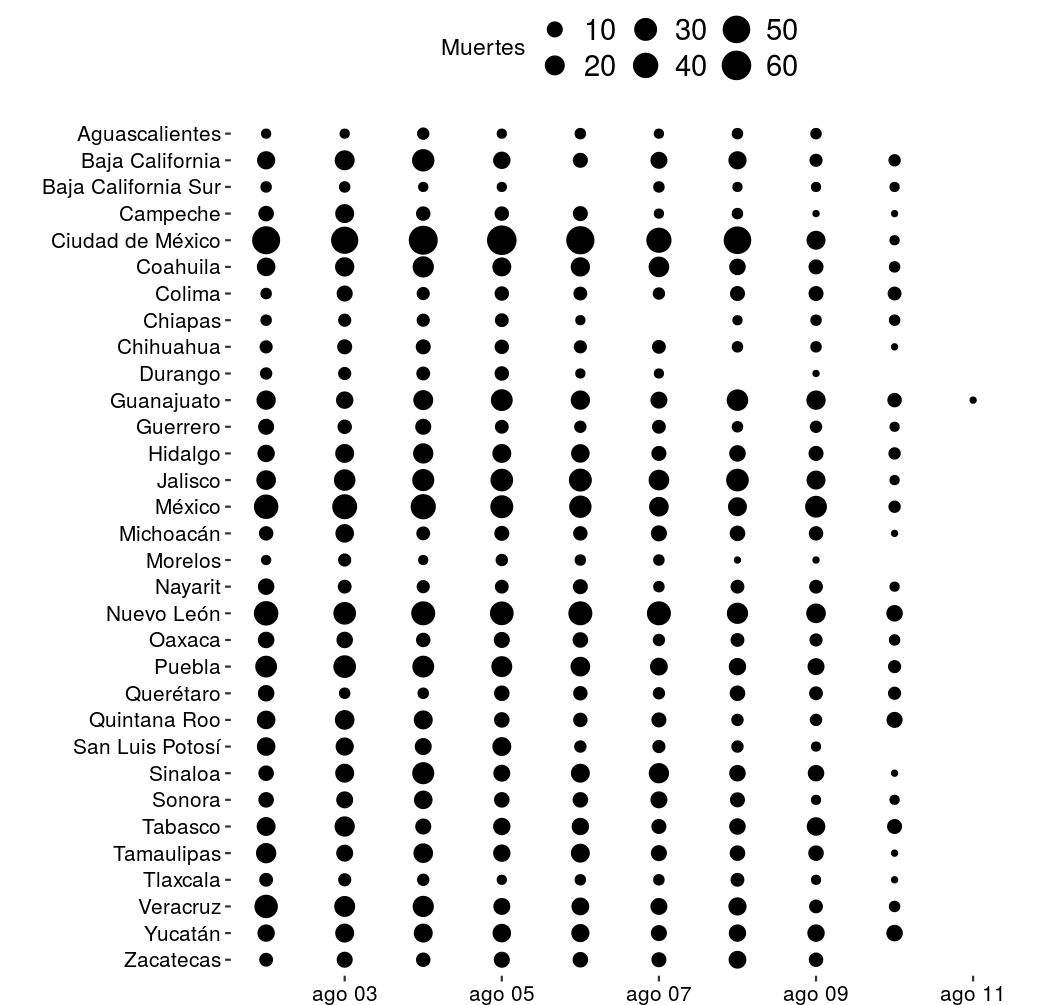 Muertes 10 30 50
20 40 60
Aguascalientes
Baja California
Baja California Sur
Campeche
Ciudad de México
Coahuila
Colima
Chiapas
Chihuahua
Durango
Guanajuato
Guerrero
Hidalgo
Jalisco
México
Michoacán
Morelos
Nayarit
Nuevo León
Oaxaca
Puebla
Querétaro
Quintana Roo
San Luis Potosí
Sinaloa
Sonora
Tabasco
Tamaulipas
Tlaxcala
Veracruz
Yucatán
Zacatecas
ago 03 ago 05 ago 07 ago 09 ago 11